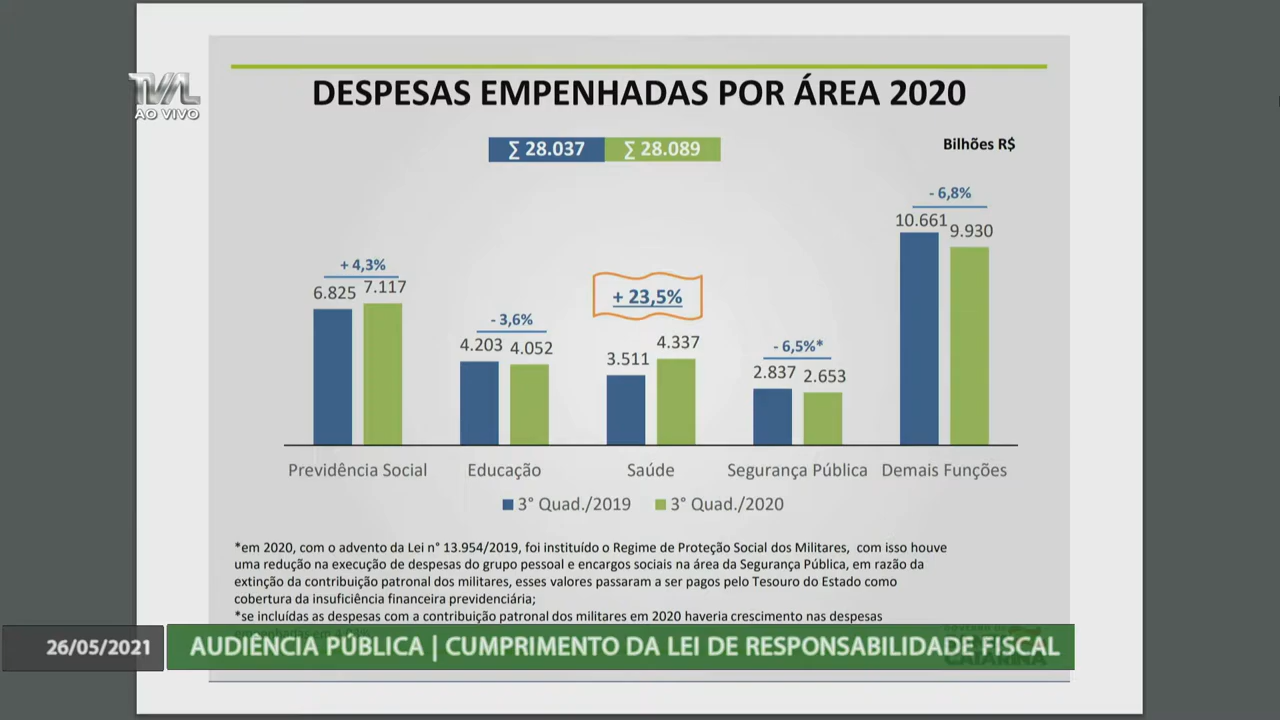 TVAL
AO VIVO
DESPESAS EMPENHADAS POR ÁREA 2020
∑ 28.037 ∑ 28.089
Bilhões R$
+ 4,3%
6.825 7.117
- 3,6%
4.203 4.052
+ 23,5%
3.511 4.337
- 6,5%*
2.837 2.653
- 6,8%
10.661 9.930
Previdência Social Educação Saúde Segurança Pública Demais Funções
3° Quad./2019 3° Quad./2020
*em 2020, com o advento da Lei n° 13.954/2019, foi instituído o Regime de Proteção Social dos Militares, com isso houve
uma redução na execução de despesas do grupo pessoal e encargos sociais na área da Segurança Pública, em razão da
extinção da contribuição patronal dos militares, esses valores passaram a ser pagos pelo Tesouro do Estado como
cobertura da insuficiência financeira previdenciária;
*se incluídas as despesas com a contribuição patronal dos militares em 2020 haveria crescimento nas despesas
26/05/2021 AUDIÊNCIA PÚBLICA | CUMPRIMENTO DA LEI DE RESPONSABILIDADE FISCAL